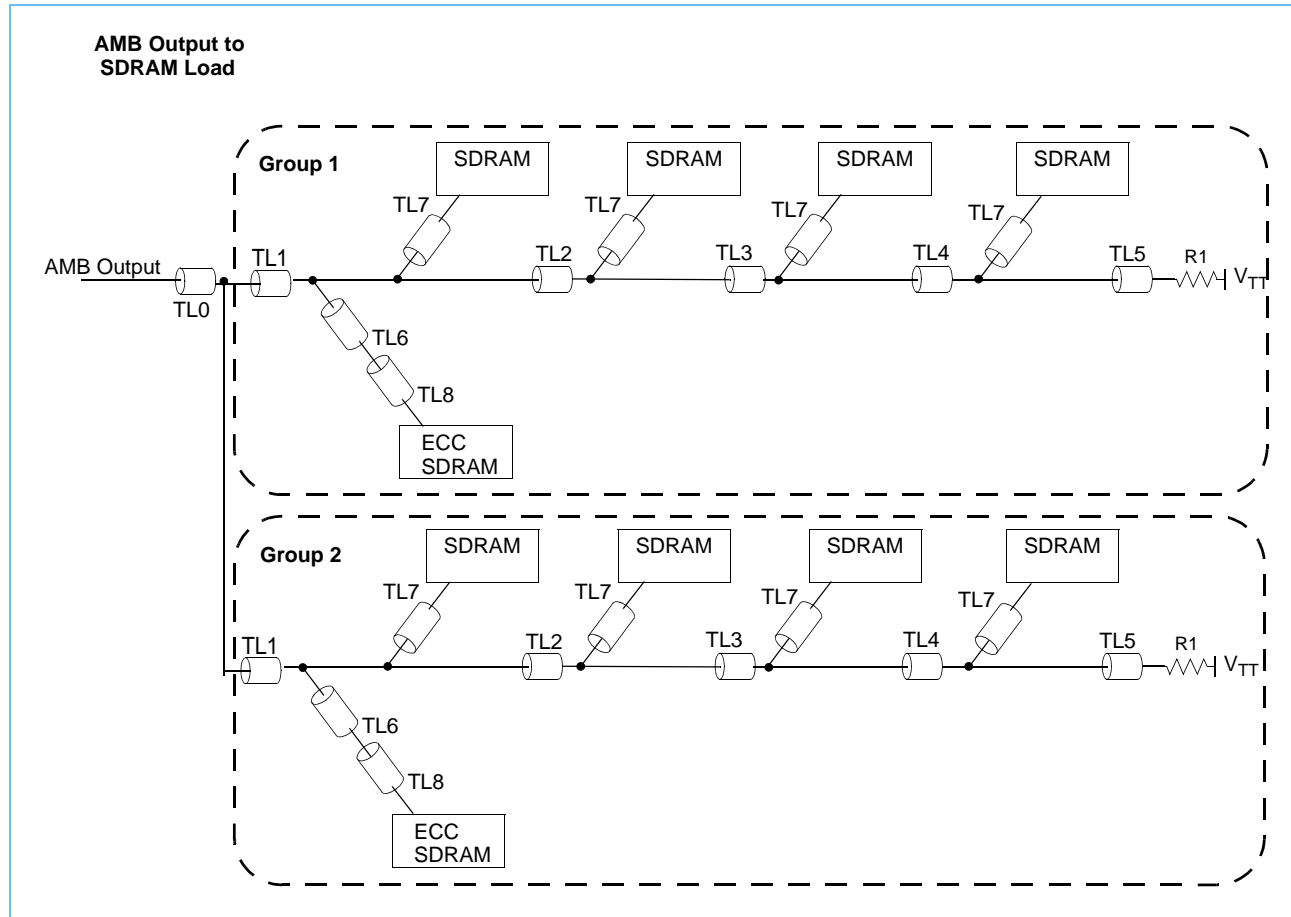 AMB Output to
SDRAM Load
Group 1
SDRAM
SDRAM
SDRAM
SDRAM
TL7
TL7
TL7
TL7
AMB Output
TL0
TL1
TL2
TL3
TL4
TL5
R1
VTT
TL6
TL8
ECC
SDRAM
Group 2
SDRAM
SDRAM
SDRAM
SDRAM
TL7
TL7
TL7
TL7
TL1
TL2
TL3
TL4
TL5
R1
VTT
TL6
TL8
ECC
SDRAM